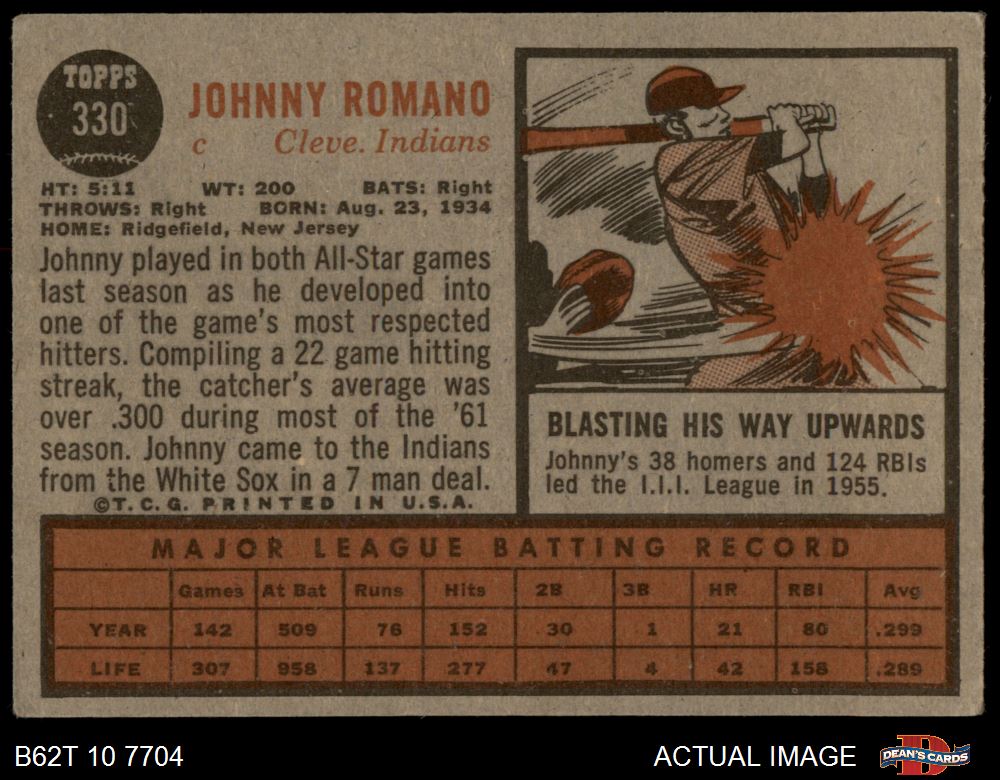 TOPPS
330
JOHNNY ROMANO
c Cleve. Indians
HT: 5:11 WT: 200 BATS: Right
THROWS: Right BORN: Aug. 23, 1934
HOME: Ridgefield, New Jersey
Johnny played in both All-Star games
last season as he developed into
one of the game's most respected
hitters. Compiling a 22 game hitting
streak, the catcher's average was
over .300 during most of the '61
season. Johnny came to the Indians
from the White Sox in a 7 man deal.
©T.C.G. PRINTED IN U.S.A.
BLASTING HIS WAY UPWARDS
Johnny's 38 homers and 124 RBIs
led the I.I.I. League in 1955.
MAJOR LEAGUE BATTING RECORD
Games At Bat Runs Hits 2B 3B HR RBI Avg
YEAR 142 509 76 152 30 1 21 80 .299
LIFE 307 958 137 277 47 4 42 158 .289
B62T 10 7704
ACTUAL IMAGE
DEAN'S CARDS